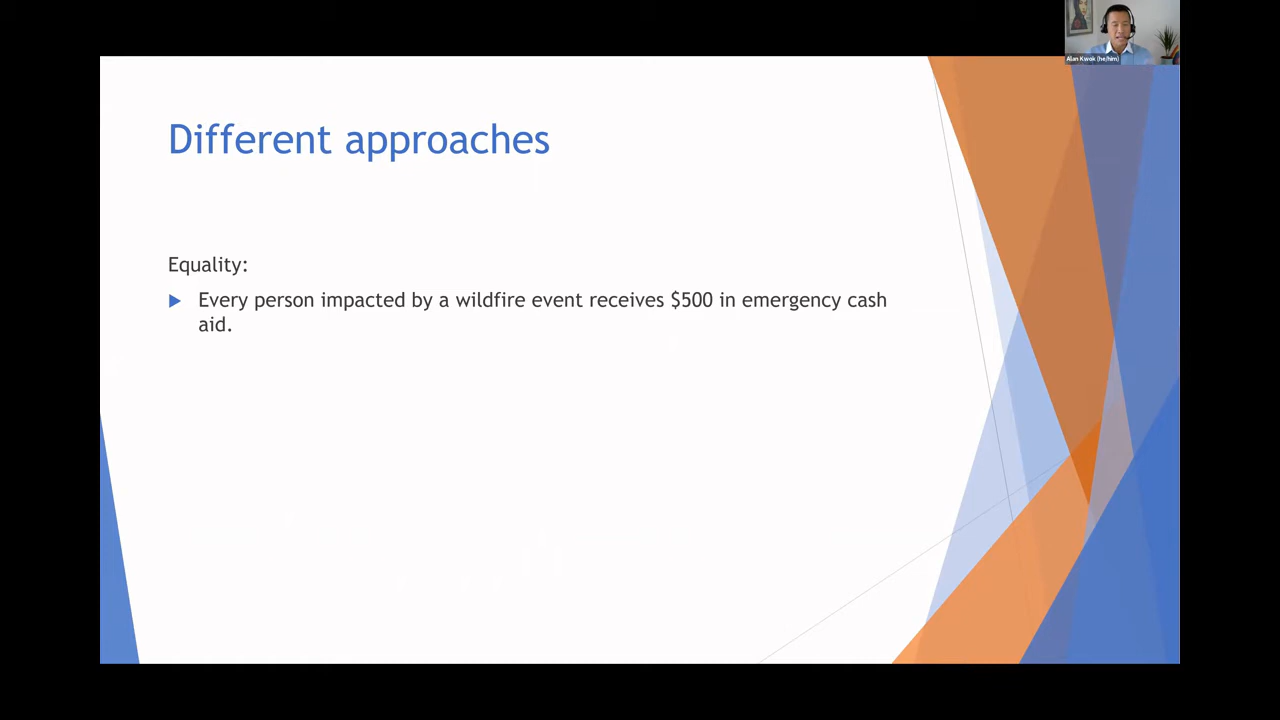 Alan Kwok (he/him)
Different approaches
Equality:
Every person impacted by a wildfire event receives $500 in emergency cash
aid.